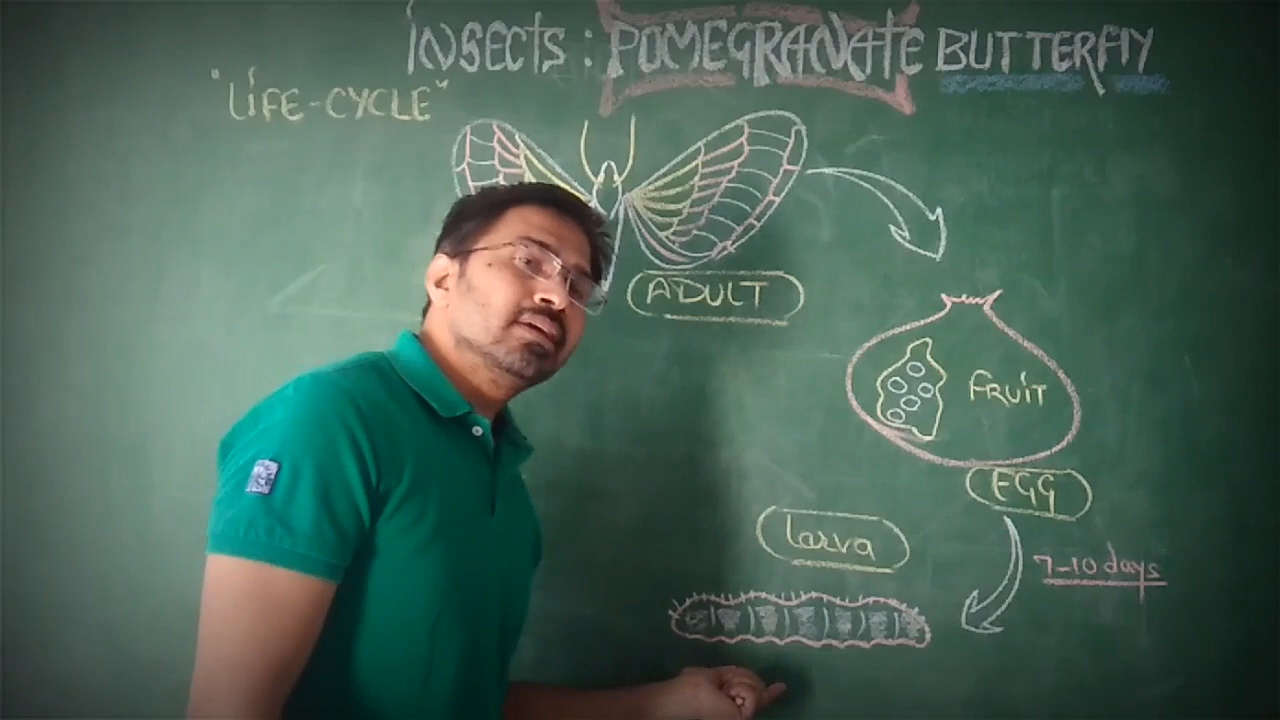 INSECTS : POMEGRANATE BUTTERFLY
"LIFE-CYCLE"
ADULT
FRUIT
EGG
Larva
7-10 days